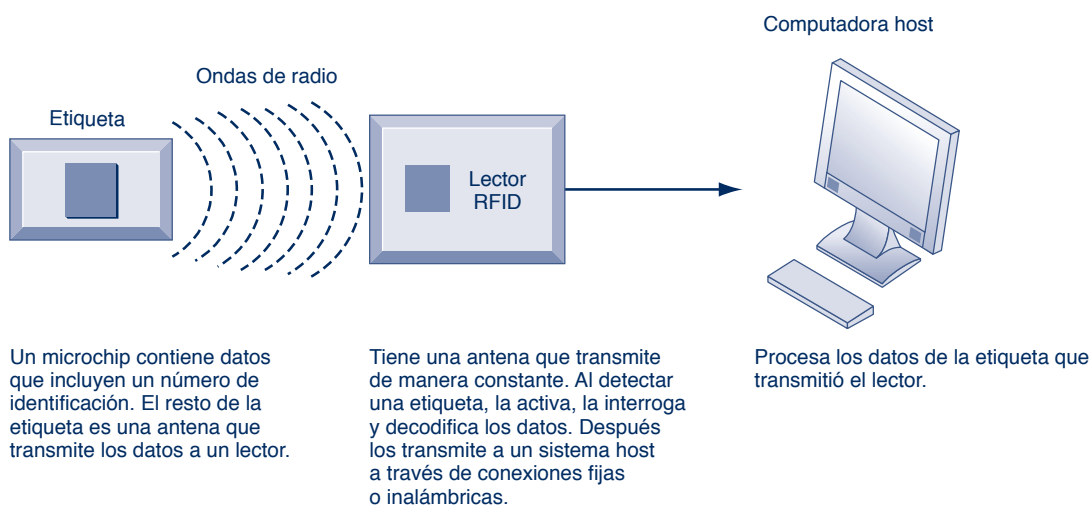 Computadora host
Ondas de radio
Etiqueta
Lector
RFID
Un microchip contiene datos
que incluyen un número de
identificación. El resto de la
etiqueta es una antena que
transmite los datos a un lector.
Tiene una antena que transmite
de manera constante. Al detectar
una etiqueta, la activa, la interroga
y decodifica los datos. Después
los transmite a un sistema host
a través de conexiones fijas
o inalámbricas.
Procesa los datos de la etiqueta que
transmitió el lector.